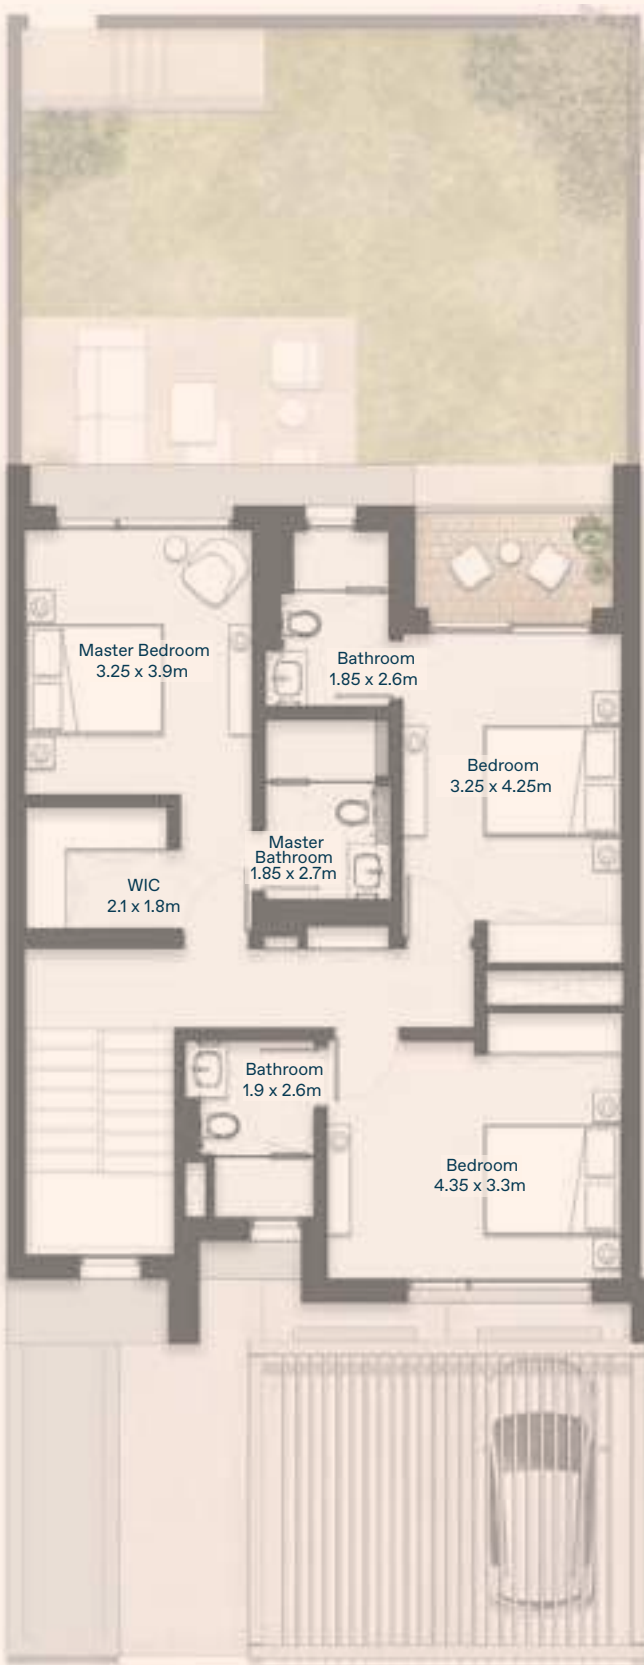 Master Bedroom
3.25 x 3.9m
Bathroom
1.85 x 2.6m
Bedroom
3.25 x 4.25m
Master
Bathroom
1.85 x 2.7m
WIC
2.1 x 1.8m
Bathroom
1.9 x 2.6m
Bedroom
4.35 x 3.3m